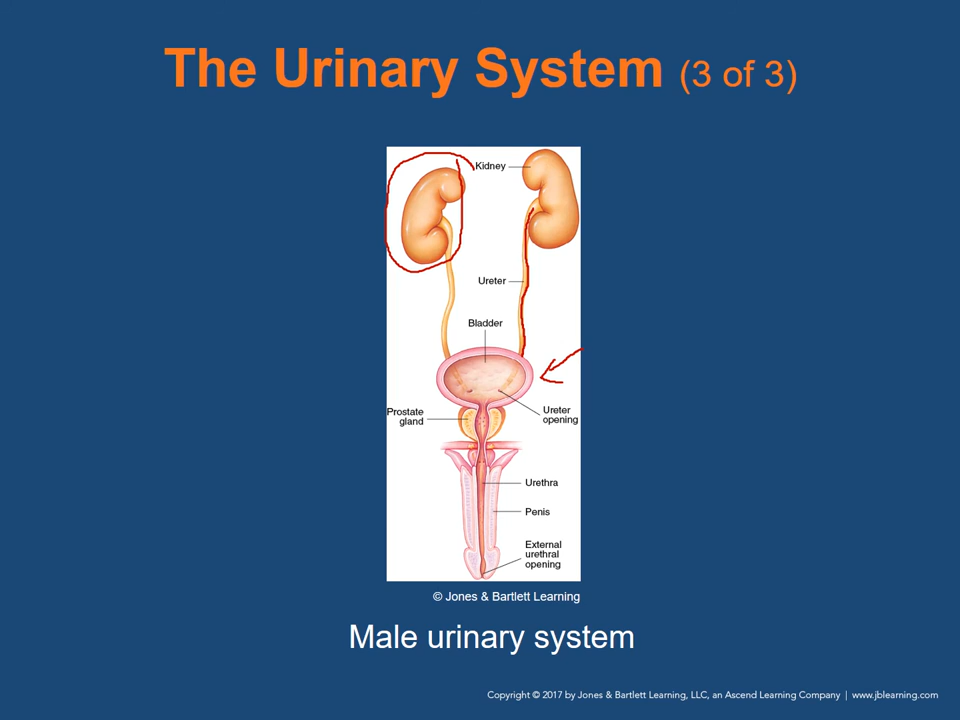 The Urinary System (3 of 3)
Kidney
Ureter
Bladder
Prostate
gland
Ureter
opening
Urethra
Penis
External
urethral
opening
© Jones & Bartlett Learning
Male urinary system
Copyright © 2017 by Jones & Bartlett Learning, LLC, an Ascend Learning Company | www.jblearning.com